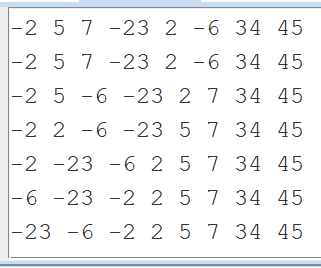 -2 5 7 -23 2 -6 34 45
-2 5 7 -23 2 -6 34 45
-2 5 -6 -23 2 7 34 45
-2 2 -6 -23 5 7 34 45
-2 -23 -6 2 5 7 34 45
-6 -23 -2 2 5 7 34 45
-23 -6 -2 2 5 7 34 45